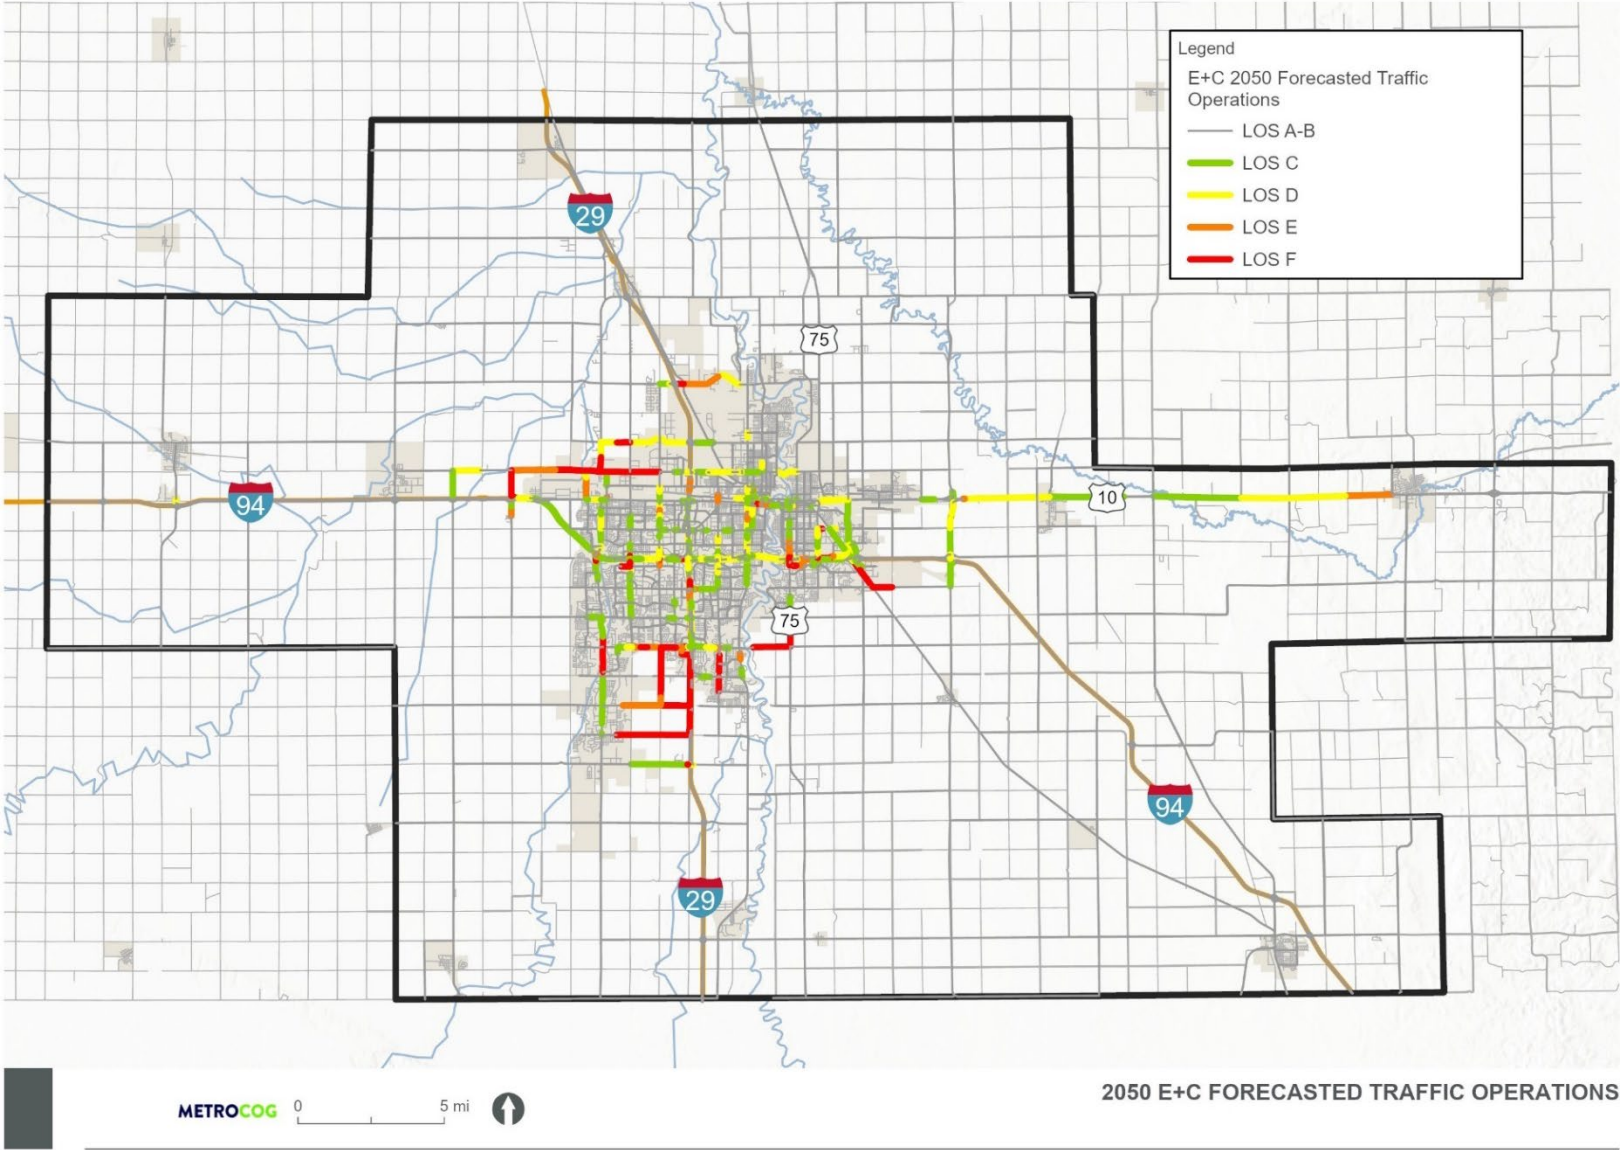 Legend
E+C 2050 Forecasted Traffic
Operations
LOS A-B
LOS C
LOS D
LOS E
LOS F
29
75
94
10
75
94
29
2050 E+C FORECASTED TRAFFIC OPERATIONS
METROCOG
0 5 mi